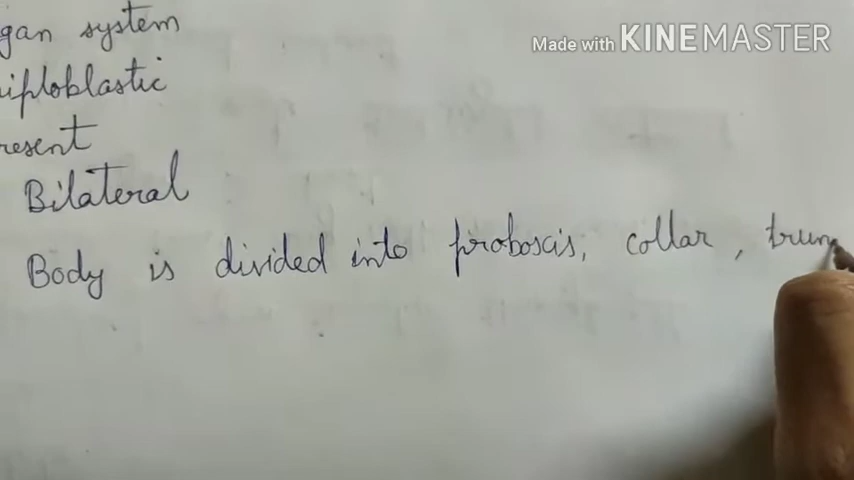 Made with KINEMASTER
gan system
iploblastic
resent
Bilateral
Body is divided into proboscis, collar, trun